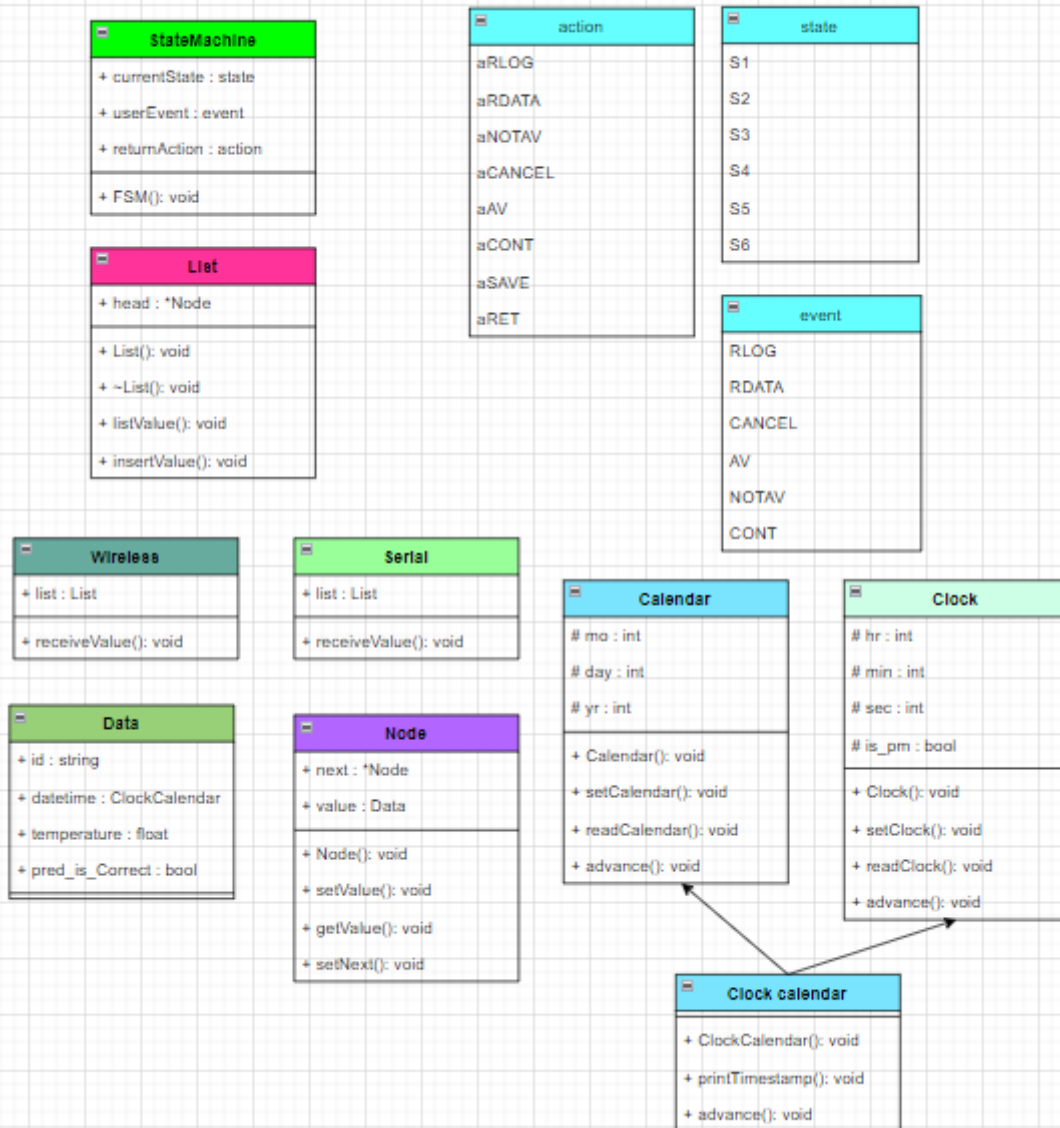 StateMachine
+ currentState : state
+ userEvent : event
+ returnAction : action
+ FSM(): void
action
aRLOG
aRDATA
aNOTAV
aCANCEL
aAV
aCONT
aSAVE
aRET
state
S1
S2
S3
S4
S5
S6
List
+ head : *Node
+ List(): void
+ ~List(): void
+ listValue(): void
+ insertValue(): void
event
RLOG
RDATA
CANCEL
AV
NOTAV
CONT
Wireless
+ list : List
+ receiveValue(): void
Serial
+ list : List
+ receiveValue(): void
Calendar
# mo : int
# day : int
# yr : int
+ Calendar(): void
+ setCalendar(): void
+ readCalendar(): void
+ advance(): void
Clock
# hr : int
# min : int
# sec : int
# is_pm : bool
+ Clock(): void
+ setClock(): void
+ readClock(): void
+ advance(): void
Data
+ id : string
+ datetime : ClockCalendar
+ temperature : float
+ pred_is_Correct : bool
Node
+ next : *Node
+ value : Data
+ Node(): void
+ setValue(): void
+ getValue(): void
+ setNext(): void
Clock calendar
+ ClockCalendar(): void
+ printTimestamp(): void
+ advance(): void